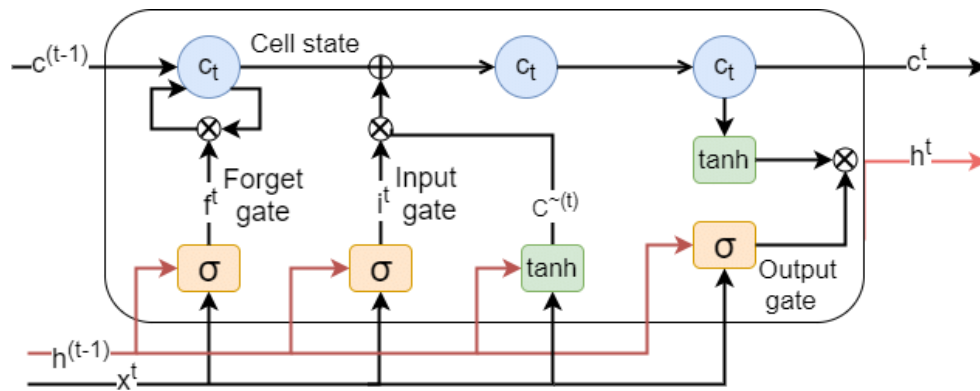 Cell state
c(t-1)
ct
ct
ct
ct
tanh
ht
Forget
gate
ft
Input
gate
it
C~(t)
σ
σ
tanh
σ
Output
gate
h(t-1)
xt